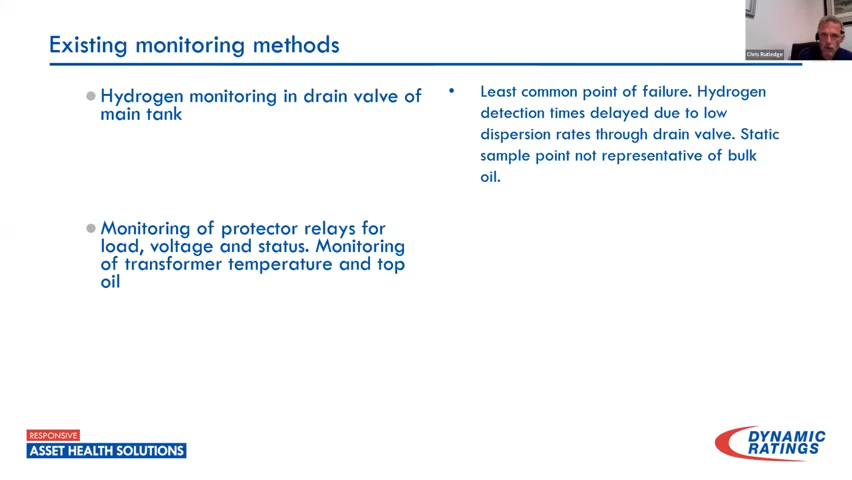 Existing monitoring methods
Chris Rutledge
Hydrogen monitoring in drain valve of
main tank
Least common point of failure. Hydrogen
detection times delayed due to low
dispersion rates through drain valve. Static
sample point not representative of bulk
oil.
Monitoring of protector relays for
load, voltage and status. Monitoring
of transformer temperature and top
oil
RESPONSIVE
ASSET HEALTH SOLUTIONS
DYNAMIC
RATINGS